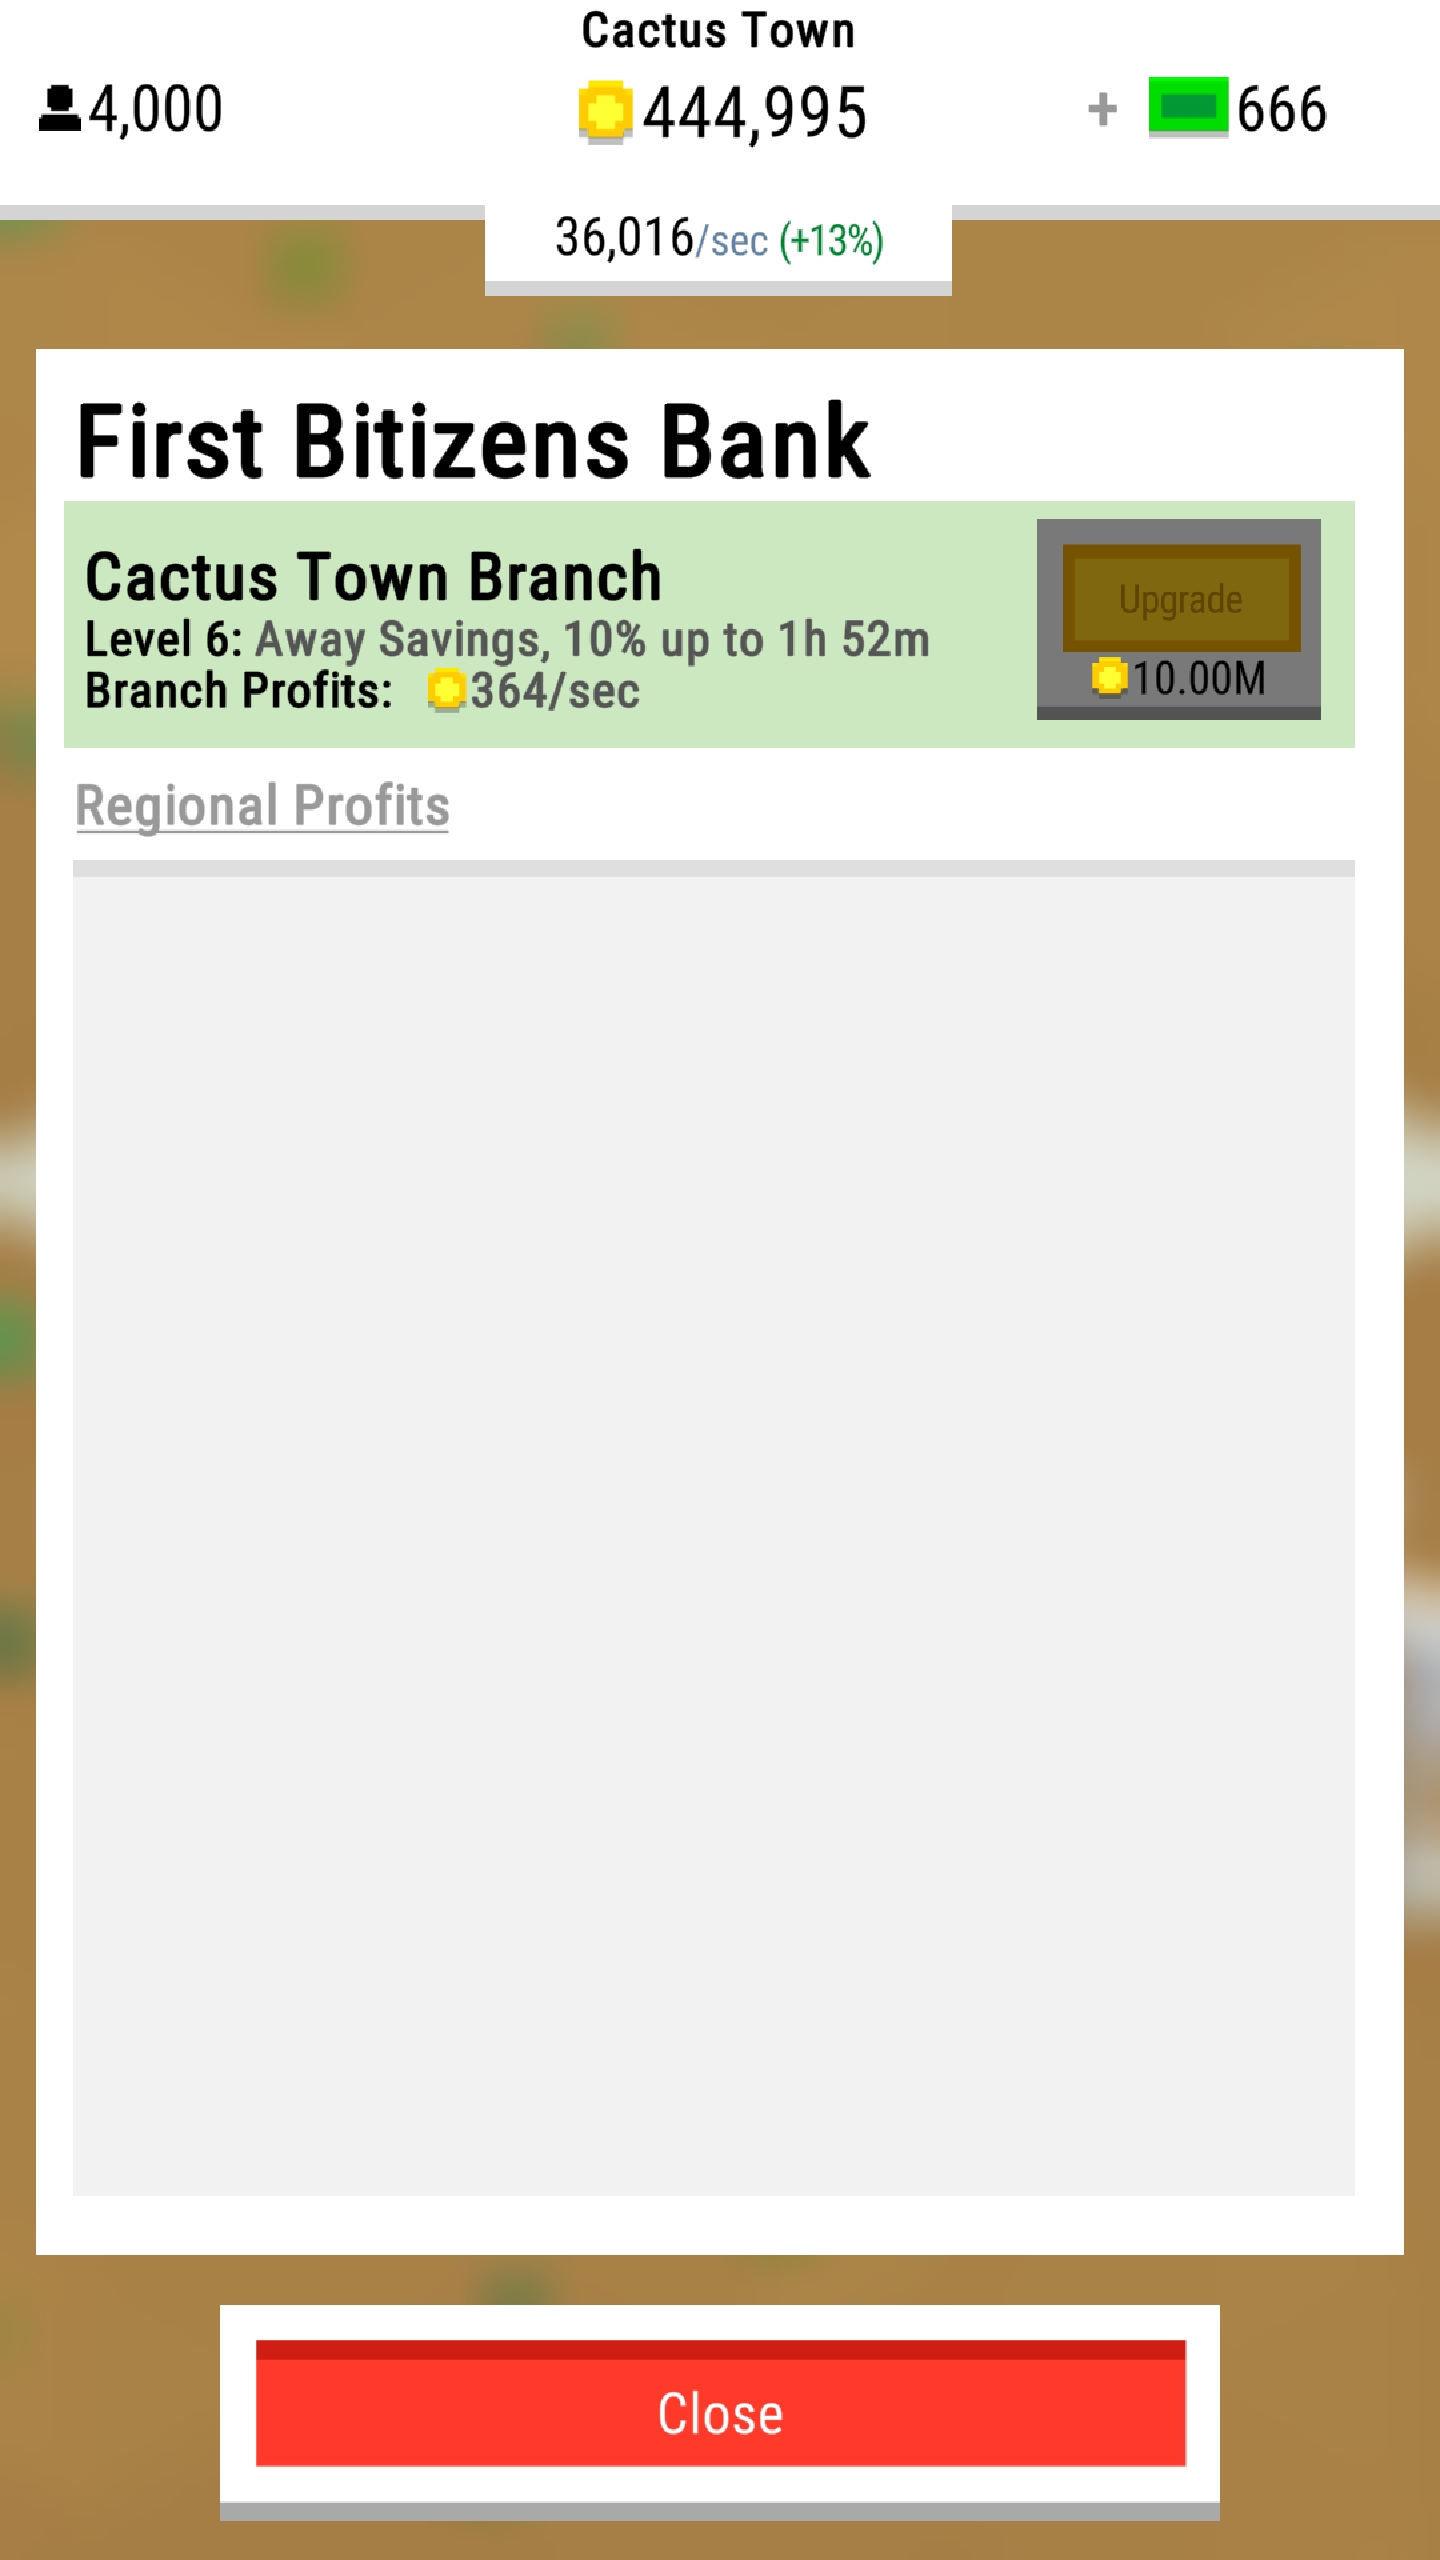 Cactus Town
4,000
444,995
+ 666
36,016/sec (+13%)
First Bitizens Bank
Cactus Town Branch
Level 6: Away Savings, 10% up to 1h 52m
Branch Profits: 364/sec
Upgrade
10.00M
Regional Profits
Close